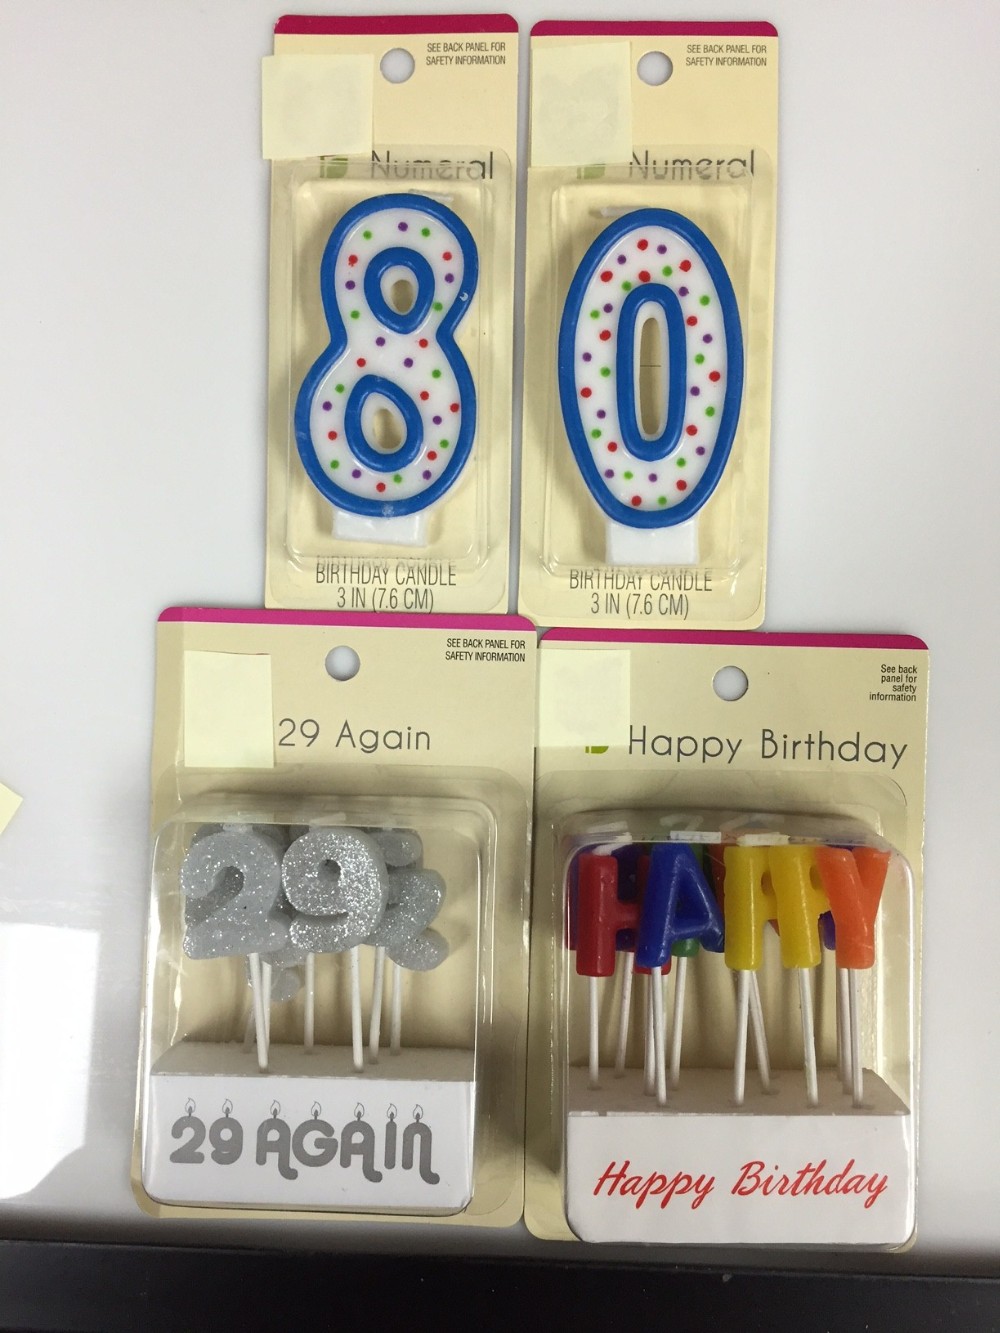 SEE BACK PANEL FOR
SAFETY INFORMATION
Numeral
8
BIRTHDAY CANDLE
3 IN (7.6 CM)
SEE BACK PANEL FOR
SAFETY INFORMATION
Numeral
0
BIRTHDAY CANDLE
3 IN (7.6 CM)
SEE BACK PANEL FOR
SAFETY INFORMATION
29 Again
29
29 AGAIN
See back
panel for
safety
information
Happy Birthday
HAPPY
Happy Birthday